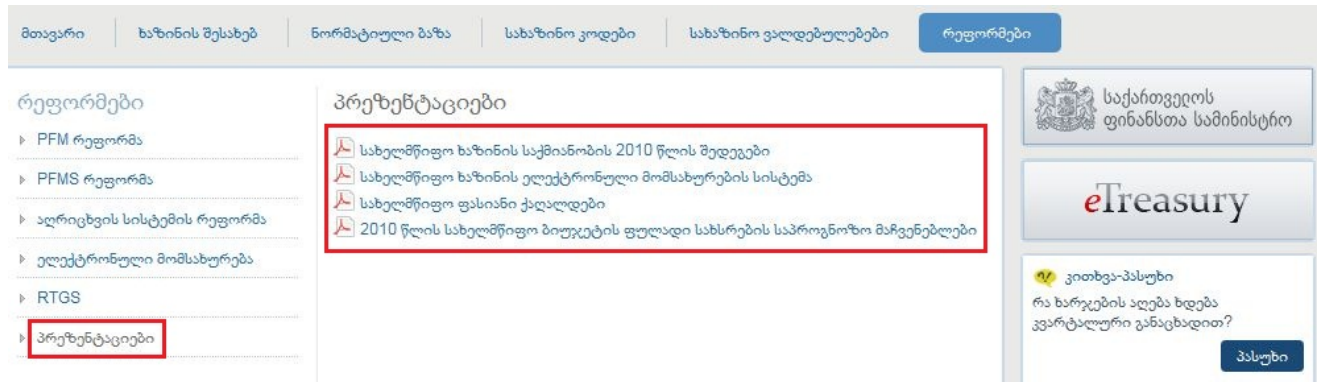 მთავარი
ხაზინის შესახებ
ნორმატიული ბაზა
სახაზინო კოდები
სახაზინო ვალდებულებები
რეფორმები
რეფორმები
PFM რეფორმა
PFMS რეფორმა
აღრიცხვის სისტემის რეფორმა
ელექტრონული მომსახურება
RTGS
პრეზენტაციები
პრეზენტაციები
სახელმწიფო ხაზინის საქმიანობის 2010 წლის შედეგები
სახელმწიფო ხაზინის ელექტრონული მომსახურების სისტემა
სახელმწიფო ფასიანი ქაღალდები
2010 წლის სახელმწიფო ბიუჯეტის ფულადი სახსრების საპროგნოზო მაჩვენებლები
საქართველოს
ფინანსთა სამინისტრო
eTreasury
კითხვა-პასუხი
რა ხარჯების აღება ხდება
კვარტალური განაცხადით?
პასუხი